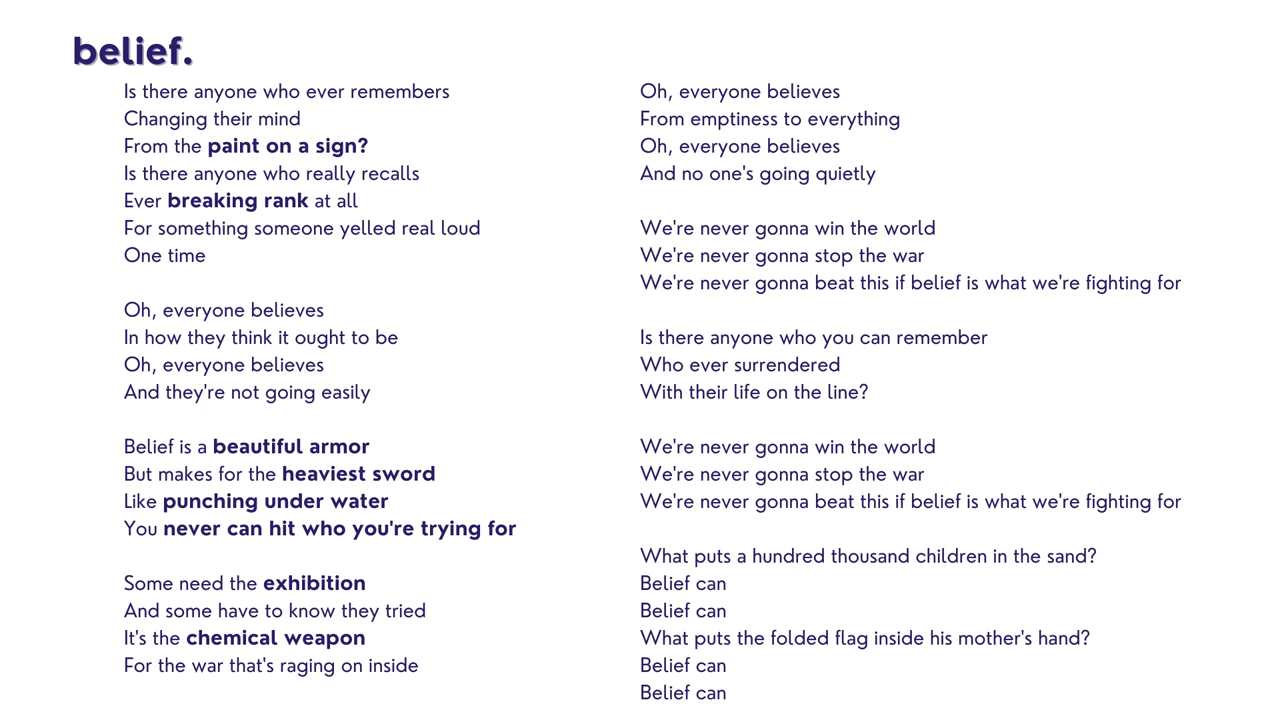 belief.
Is there anyone who ever remembers
Changing their mind
From the paint on a sign?
Is there anyone who really recalls
Ever breaking rank at all
For something someone yelled real loud
One time
Oh, everyone believes
In how they think it ought to be
Oh, everyone believes
And they're not going easily
Belief is a beautiful armor
But makes for the heaviest sword
Like punching under water
You never can hit who you're trying for
Some need the exhibition
And some have to know they tried
It's the chemical weapon
For the war that's raging on inside
Oh, everyone believes
From emptiness to everything
Oh, everyone believes
And no one's going quietly
We're never gonna win the world
We're never gonna stop the war
We're never gonna beat this if belief is what we're fighting for
Is there anyone who you can remember
Who ever surrendered
With their life on the line?
We're never gonna win the world
We're never gonna stop the war
We're never gonna beat this if belief is what we're fighting for
What puts a hundred thousand children in the sand?
Belief can
Belief can
What puts the folded flag inside his mother's hand?
Belief can
Belief can